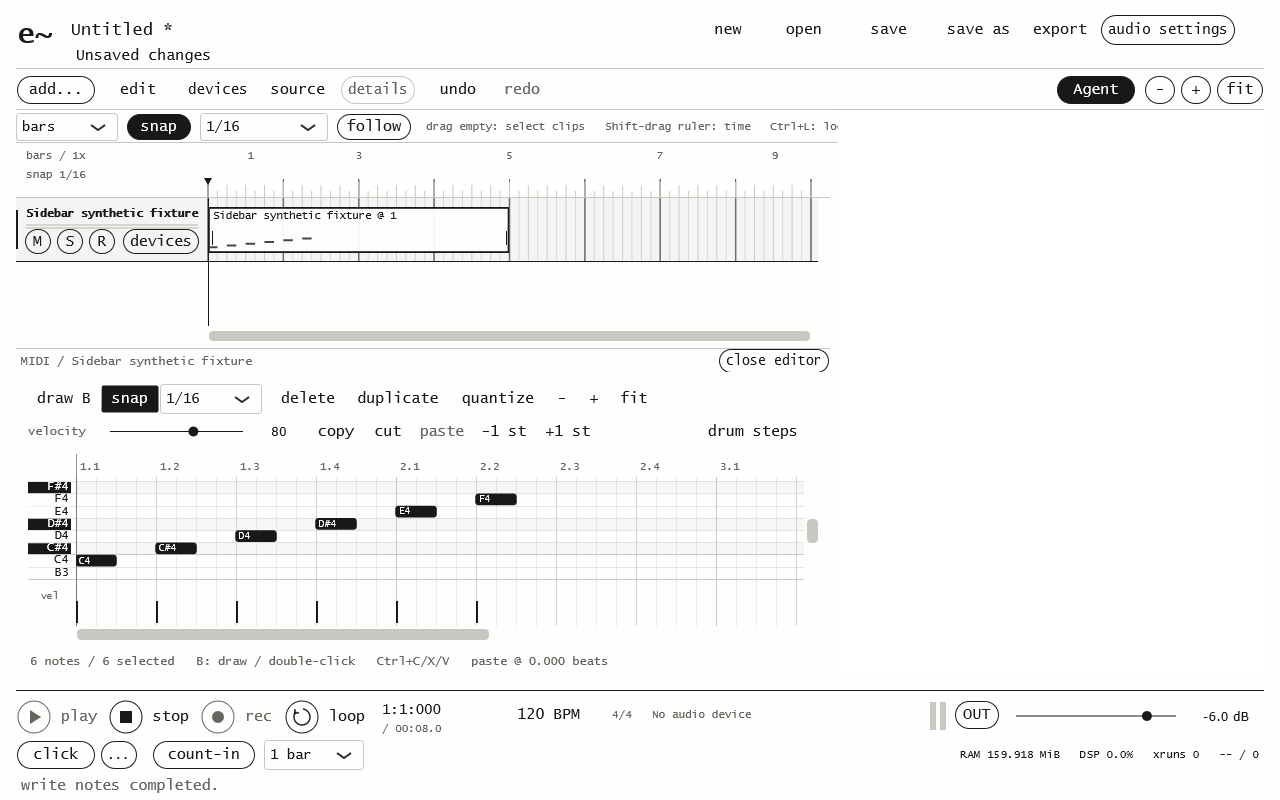 e~ Untitled * new open save save as export audio settings
Unsaved changes
add... edit devices source details undo redo Agent - + fit
bars snap 1/16 follow drag empty: select clips Shift-drag ruler: time Ctrl+L:
bars / 1x 1 3 5 7 9
snap 1/16
Sidebar synthetic fixture Sidebar synthetic fixture @ 1
M S R devices
MIDI / Sidebar synthetic fixture close editor
draw B snap 1/16 delete duplicate quantize - + fit
velocity 80 copy cut paste -1 st +1 st drum steps
1.1 1.2 1.3 1.4 2.1 2.2 2.3 2.4 3.1
F#4
F4 F4
E4 E4
D#4 D#4
D4 D4
C#4 C#4
C4 C4
B3
vel
6 notes / 6 selected B: draw / double-click Ctrl+C/X/V paste @ 0.000 beats
play stop rec loop 1:1:000 120 BPM 4/4 No audio device OUT -6.0 dB
/ 00:08.0
click ... count-in 1 bar RAM 159.918 MiB DSP 0.0% xruns 0 -- / 0
write notes completed.